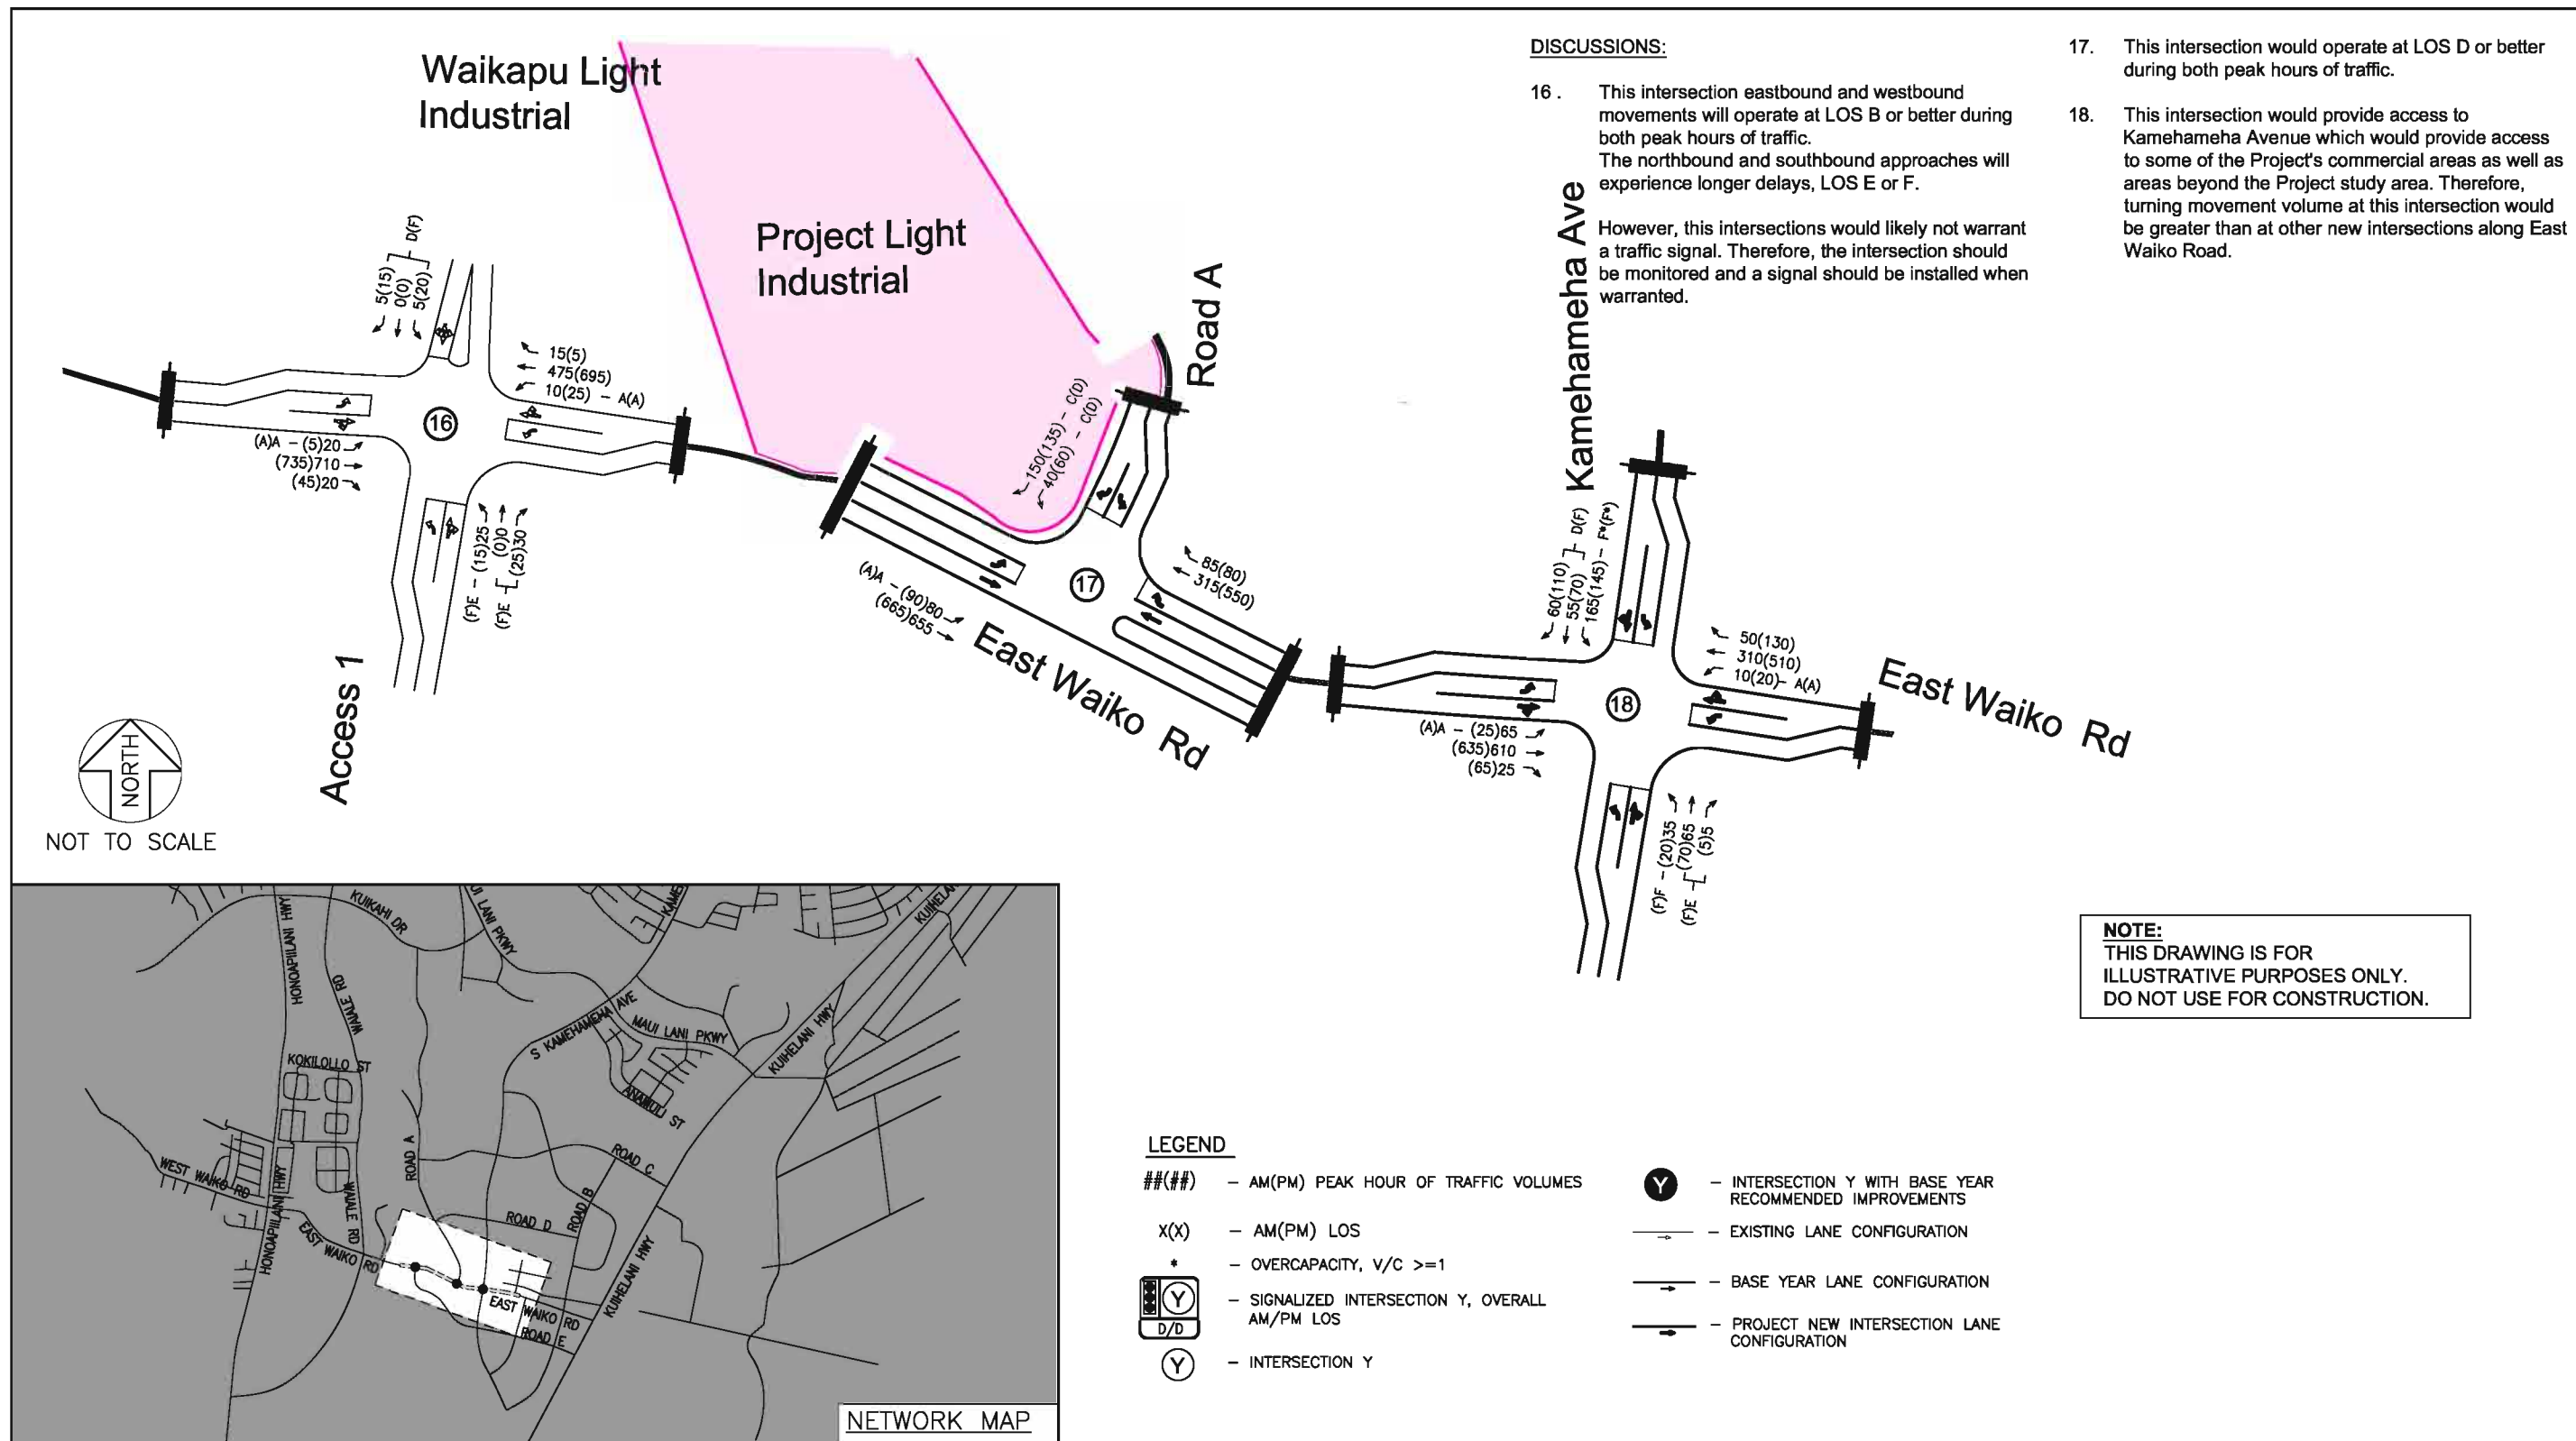 Waikapu Light
Industrial
Project Light
Industrial
Road A
Kamehameha Ave
DISCUSSIONS:
16 . This intersection eastbound and westbound
movements will operate at LOS B or better during
both peak hours of traffic.
The northbound and southbound approaches will
experience longer delays, LOS E or F.
However, this intersections would likely not warrant
a traffic signal. Therefore, the intersection should
be monitored and a signal should be installed when
warranted.
17. This intersection would operate at LOS D or better
during both peak hours of traffic.
18. This intersection would provide access to
Kamehameha Avenue which would provide access
to some of the Project's commercial areas as well as
areas beyond the Project study area. Therefore,
turning movement volume at this intersection would
be greater than at other new intersections along East
Waiko Road.
5(15)
0(0)
5(20)
D(F)
15(5)
475(695)
10(25) - A(A)
16
(A)A - (5)20
(735)710
(45)20
(F)E - (15)25
(0)0
(F)E
(25)30
Access 1
150(135) - C(D)
40(60) - C(D)
17
85(80)
315(550)
(A)A - (90)80
(665)655
East Waiko Rd
60(110)
55(70)
D(F)
165(145) - F*(F*)
50(130)
310(510)
10(20)- A(A)
18
(A)A - (25)65
(635)610
(65)25
(F)F - (20)35
(F)E
(70)65
(5)5
East Waiko Rd
NORTH
NOT TO SCALE
NOTE:
THIS DRAWING IS FOR
ILLUSTRATIVE PURPOSES ONLY.
DO NOT USE FOR CONSTRUCTION.
HONOAPIILANI HWY
KUIKAHI DR
UI LANI PKWY
KAME
KUIHELAN
WAIALE RD
S KAMEHAMEHA AVE
MAUI LANI PKWY
KUIHELANI HWY
KOKILOLLO ST
ROAD A
ROAD C
ROAD B
ROAD D
WEST WAIKO RD
HONOAPIILANI HWY
WAIALE RD
EAST WAIKO RD
KUIHELANI HWY
EAST WAIKO RD
ROAD E
NETWORK MAP
LEGEND
##(##) - AM(PM) PEAK HOUR OF TRAFFIC VOLUMES
X(X) - AM(PM) LOS
* - OVERCAPACITY, V/C >=1
Y
D/D
- SIGNALIZED INTERSECTION Y, OVERALL
AM/PM LOS
Y - INTERSECTION Y
Y - INTERSECTION Y WITH BASE YEAR
RECOMMENDED IMPROVEMENTS
- EXISTING LANE CONFIGURATION
- BASE YEAR LANE CONFIGURATION
- PROJECT NEW INTERSECTION LANE
CONFIGURATION